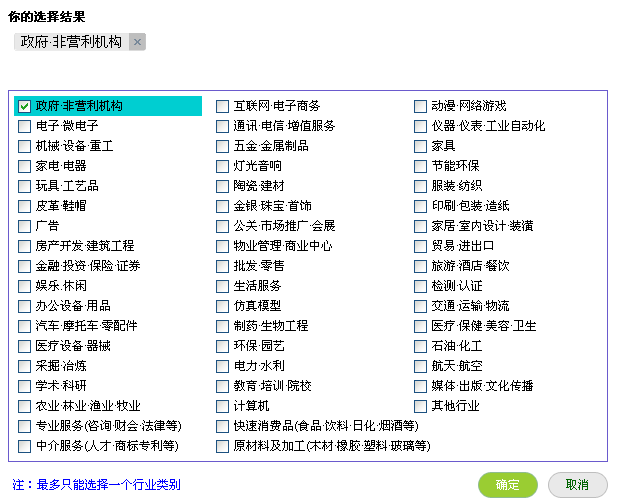 你的选择结果
政府·非营利机构 ×
政府·非营利机构 互联网·电子商务 动漫·网络游戏
电子·微电子 通讯·电信·增值服务 仪器·仪表·工业自动化
机械·设备·重工 五金·金属制品 家具
家电·电器 灯光音响 节能环保
玩具·工艺品 陶瓷·建材 服装·纺织
皮革·鞋帽 金银·珠宝·首饰 印刷·包装·造纸
广告 公关·市场推广·会展 家居·室内设计·装潢
房产开发·建筑工程 物业管理·商业中心 贸易·进出口
金融·投资·保险·证券 批发·零售 旅游·酒店·餐饮
娱乐·休闲 生活服务 检测·认证
办公设备·用品 仿真模型 交通·运输·物流
汽车·摩托车·零配件 制药·生物工程 医疗·保健·美容·卫生
医疗设备·器械 环保·园艺 石油·化工
采掘·冶炼 电力·水利 航天·航空
学术·科研 教育·培训·院校 媒体·出版·文化传播
农业·林业·渔业·牧业 计算机 其他行业
专业服务(咨询·财会·法律等) 快速消费品(食品·饮料·日化·烟酒等)
中介服务(人才·商标专利等) 原材料及加工(木材·橡胶·塑料·玻璃等)
注：最多只能选择一个行业类别 确定 取消